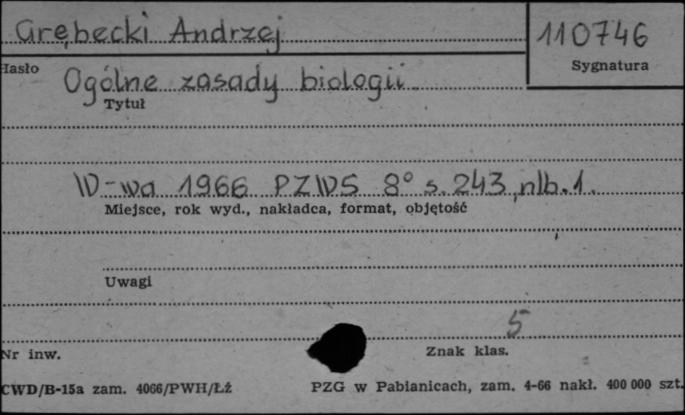 Grębecki Andrzej
110746
Hasło
Sygnatura
Ogólne zasady biologii
Tytuł
W-wa 1966 PZWS 8° s. 243, nlb. 1.
Miejsce, rok wyd., nakładca, format, objętość
Uwagi
5
Nr inw.
Znak klas.
CWD/B-15a zam. 4066/PWH/Łź
PZG w Pabianicach, zam. 4-66 nakł. 400 000 szt.